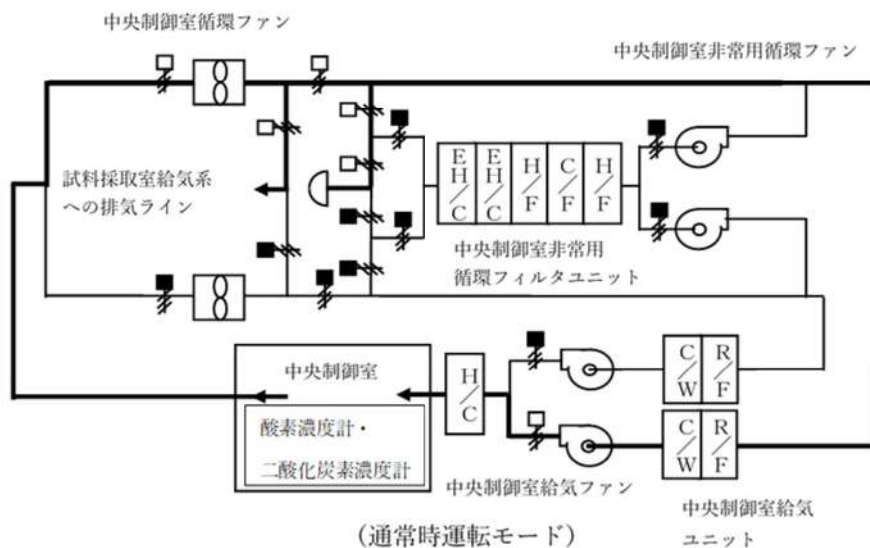 中央制御室循環ファン
中央制御室非常用循環ファン
試料採取室給気系
への排気ライン
E
H/
C
E
H/
C
H
/
F
C
/
F
H
/
F
中央制御室非常用
循環フィルタユニット
中央制御室
酸素濃度計・
二酸化炭素濃度計
H
/
C
C
/
W
R
/
F
C
/
W
R
/
F
中央制御室給気ファン
中央制御室給気
ユニット
(通常時運転モード)